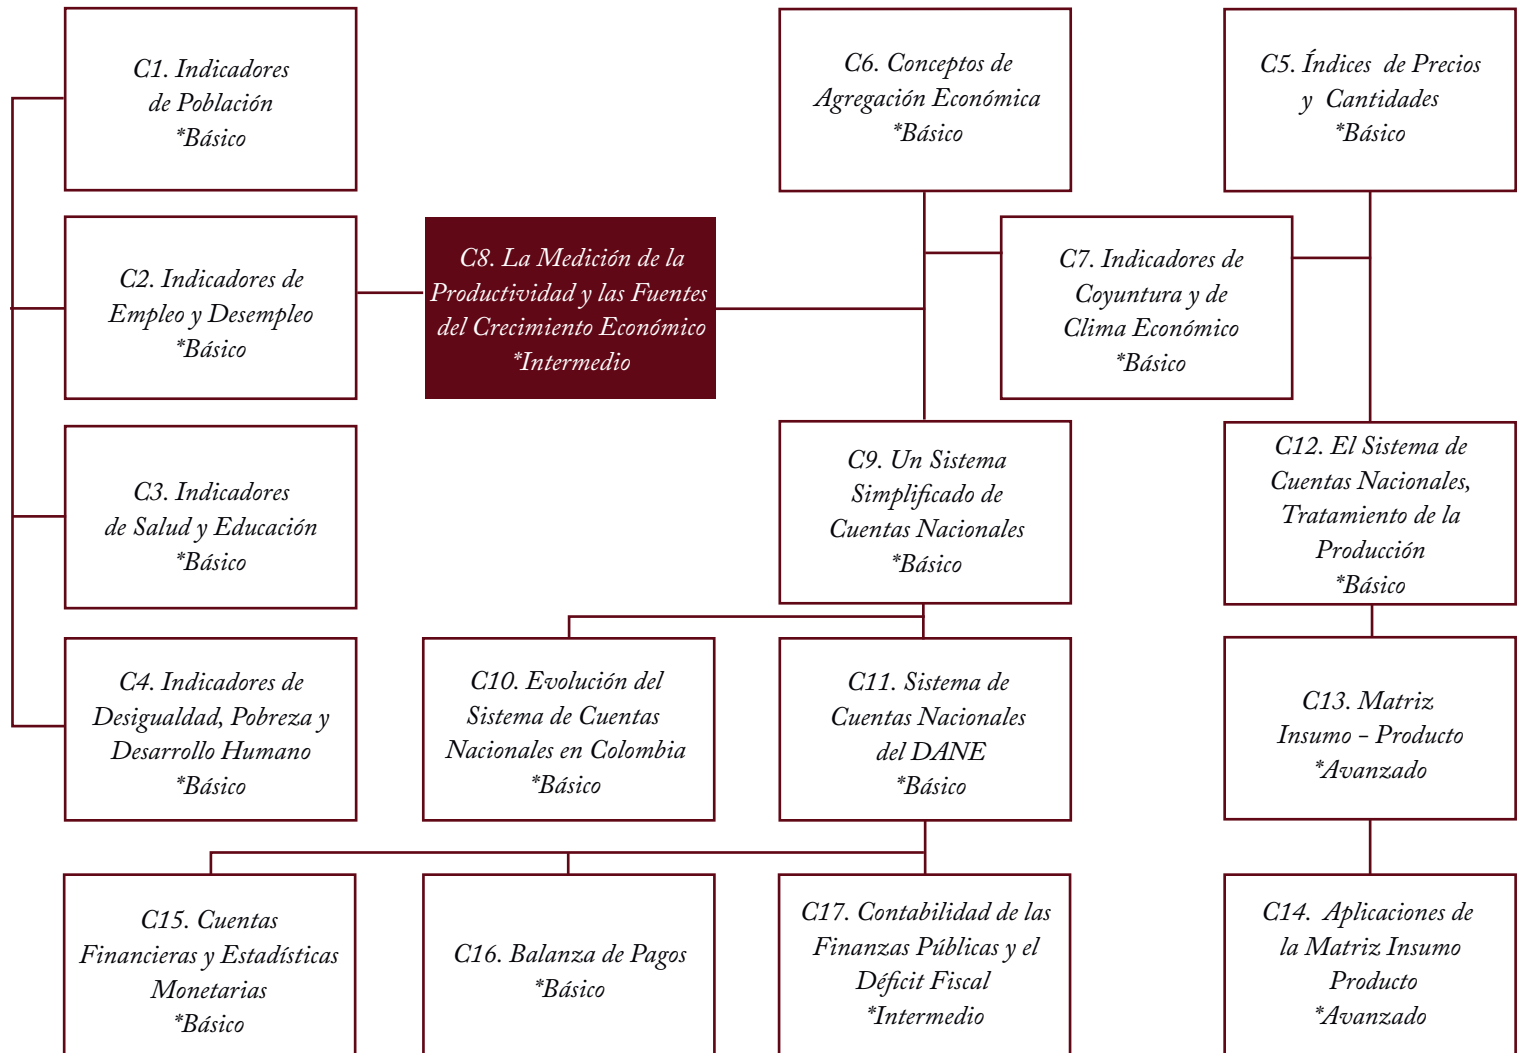 C1. Indicadores
de Población
*Básico
C6. Conceptos de
Agregación Económica
*Básico
C5. Índices de Precios
y Cantidades
*Básico
C2. Indicadores de
Empleo y Desempleo
*Básico
C8. La Medición de la
Productividad y las Fuentes
del Crecimiento Económico
*Intermedio
C7. Indicadores de
Coyuntura y de
Clima Económico
*Básico
C3. Indicadores
de Salud y Educación
*Básico
C9. Un Sistema
Simplificado de
Cuentas Nacionales
*Básico
C12. El Sistema de
Cuentas Nacionales,
Tratamiento de la
Producción
*Básico
C4. Indicadores de
Desigualdad, Pobreza y
Desarrollo Humano
*Básico
C10. Evolución del
Sistema de Cuentas
Nacionales en Colombia
*Básico
C11. Sistema de
Cuentas Nacionales
del DANE
*Básico
C13. Matriz
Insumo - Producto
*Avanzado
C15. Cuentas
Financieras y Estadísticas
Monetarias
*Básico
C16. Balanza de Pagos
*Básico
C17. Contabilidad de las
Finanzas Públicas y el
Déficit Fiscal
*Intermedio
C14. Aplicaciones de
la Matriz Insumo
Producto
*Avanzado